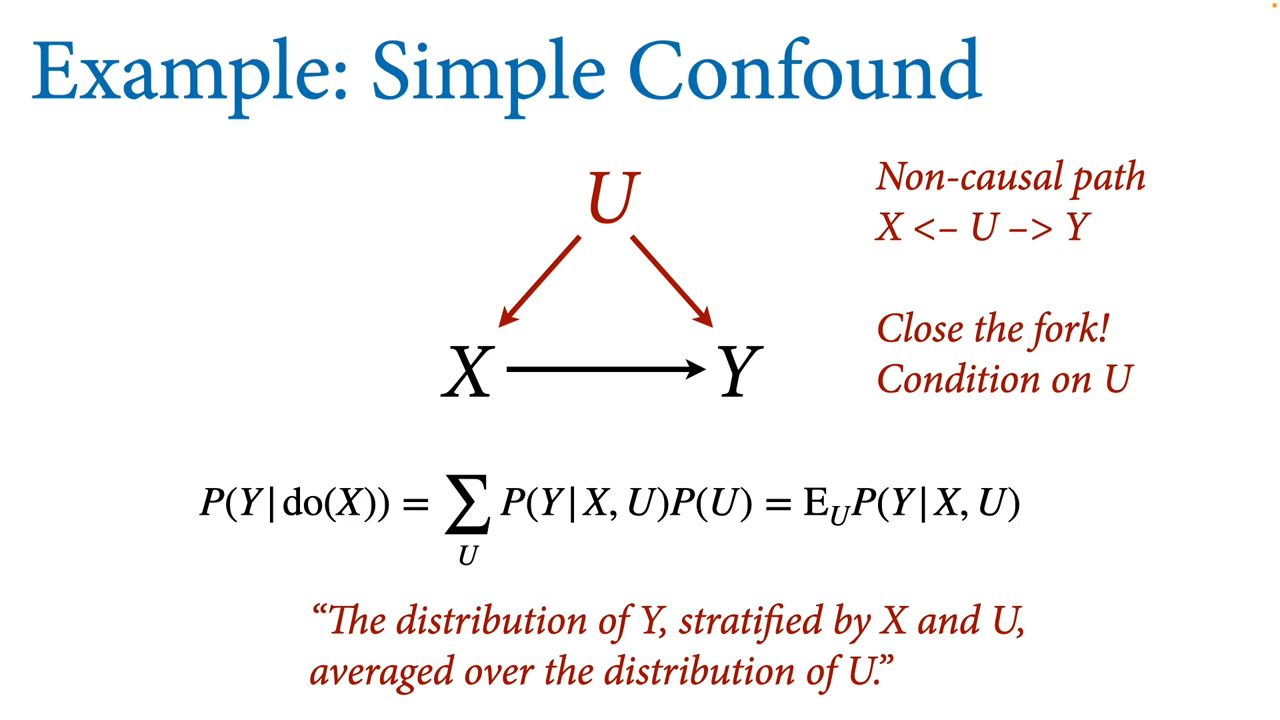 Example: Simple Confound
U
X
Y
Non-causal path
X <– U –> Y
Close the fork!
Condition on U
P(Y|do(X)) = ∑ P(Y|X, U)P(U) = E_U P(Y|X, U)
U
“The distribution of Y, stratified by X and U,
averaged over the distribution of U.”